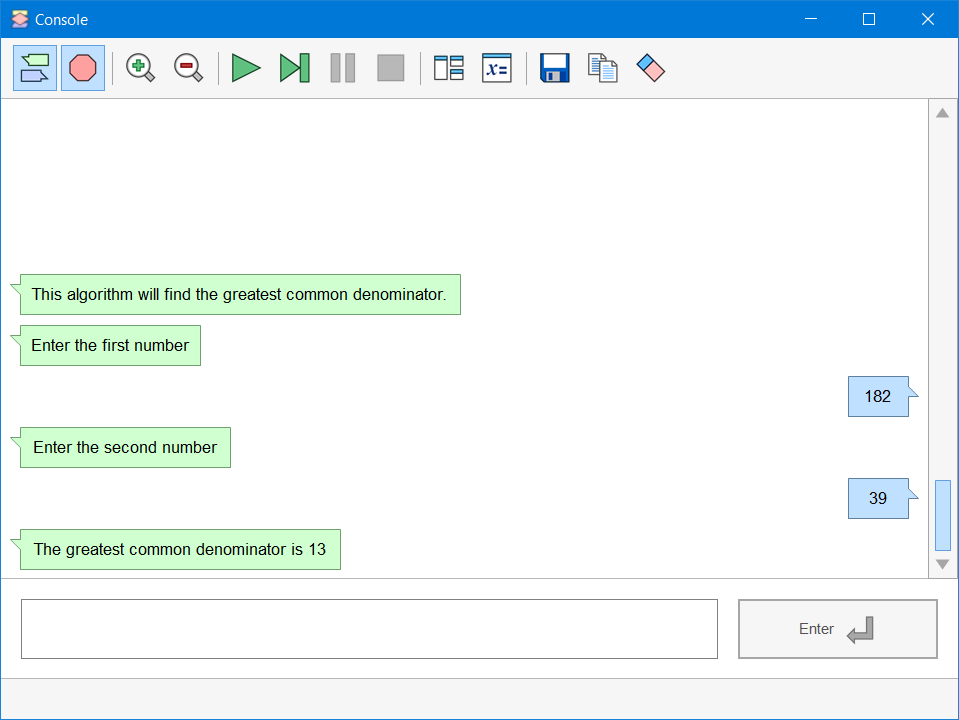 Console
x=
This algorithm will find the greatest common denominator.
Enter the first number
182
Enter the second number
39
The greatest common denominator is 13
Enter